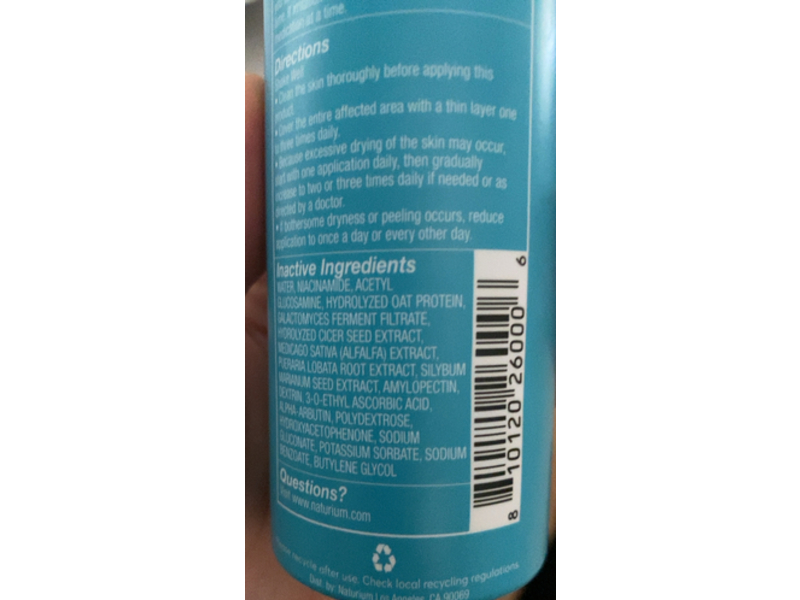 at a time.
Directions
Shake Well
• Clean the skin thoroughly before applying this
product.
• Cover the entire affected area with a thin layer one
to three times daily.
• Because excessive drying of the skin may occur,
start with one application daily, then gradually
increase to two or three times daily if needed or as
directed by a doctor.
• If bothersome dryness or peeling occurs, reduce
application to once a day or every other day.
Inactive Ingredients
WATER, NIACINAMIDE, ACETYL
GLUCOSAMINE, HYDROLYZED OAT PROTEIN,
GALACTOMYCES FERMENT FILTRATE,
HYDROLYZED CICER SEED EXTRACT,
MEDICAGO SATIVA (ALFALFA) EXTRACT,
PUERARIA LOBATA ROOT EXTRACT, SILYBUM
MARIANUM SEED EXTRACT, AMYLOPECTIN,
DEXTRIN, 3-O-ETHYL ASCORBIC ACID,
ALPHA-ARBUTIN, POLYDEXTROSE,
HYDROXYACETOPHENONE, SODIUM
GLUCONATE, POTASSIUM SORBATE, SODIUM
BENZOATE, BUTYLENE GLYCOL
Questions?
Visit www.naturium.com
8 10120 26000 6
Please recycle after use. Check local recycling regulations
Dist. by: Naturium Los Angeles, CA 90069